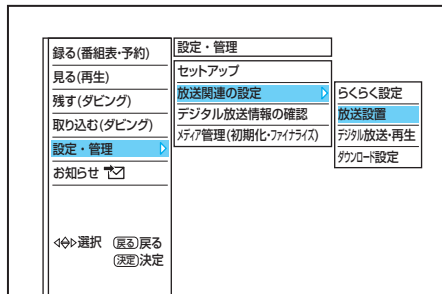 録る(番組表･予約)
見る(再生)
残す(ダビング)
取り込む(ダビング)
設定・管理
お知らせ
選択 戻る 戻る
決定 決定
設定・管理
セットアップ
放送関連の設定
デジタル放送情報の確認
ﾒﾃﾞｨｱ管理(初期化･ﾌｧｲﾅﾗｲｽﾞ)
らくらく設定
放送設置
ﾃﾞｼﾞﾀﾙ放送･再生
ﾀﾞｳﾝﾛｰﾄﾞ設定